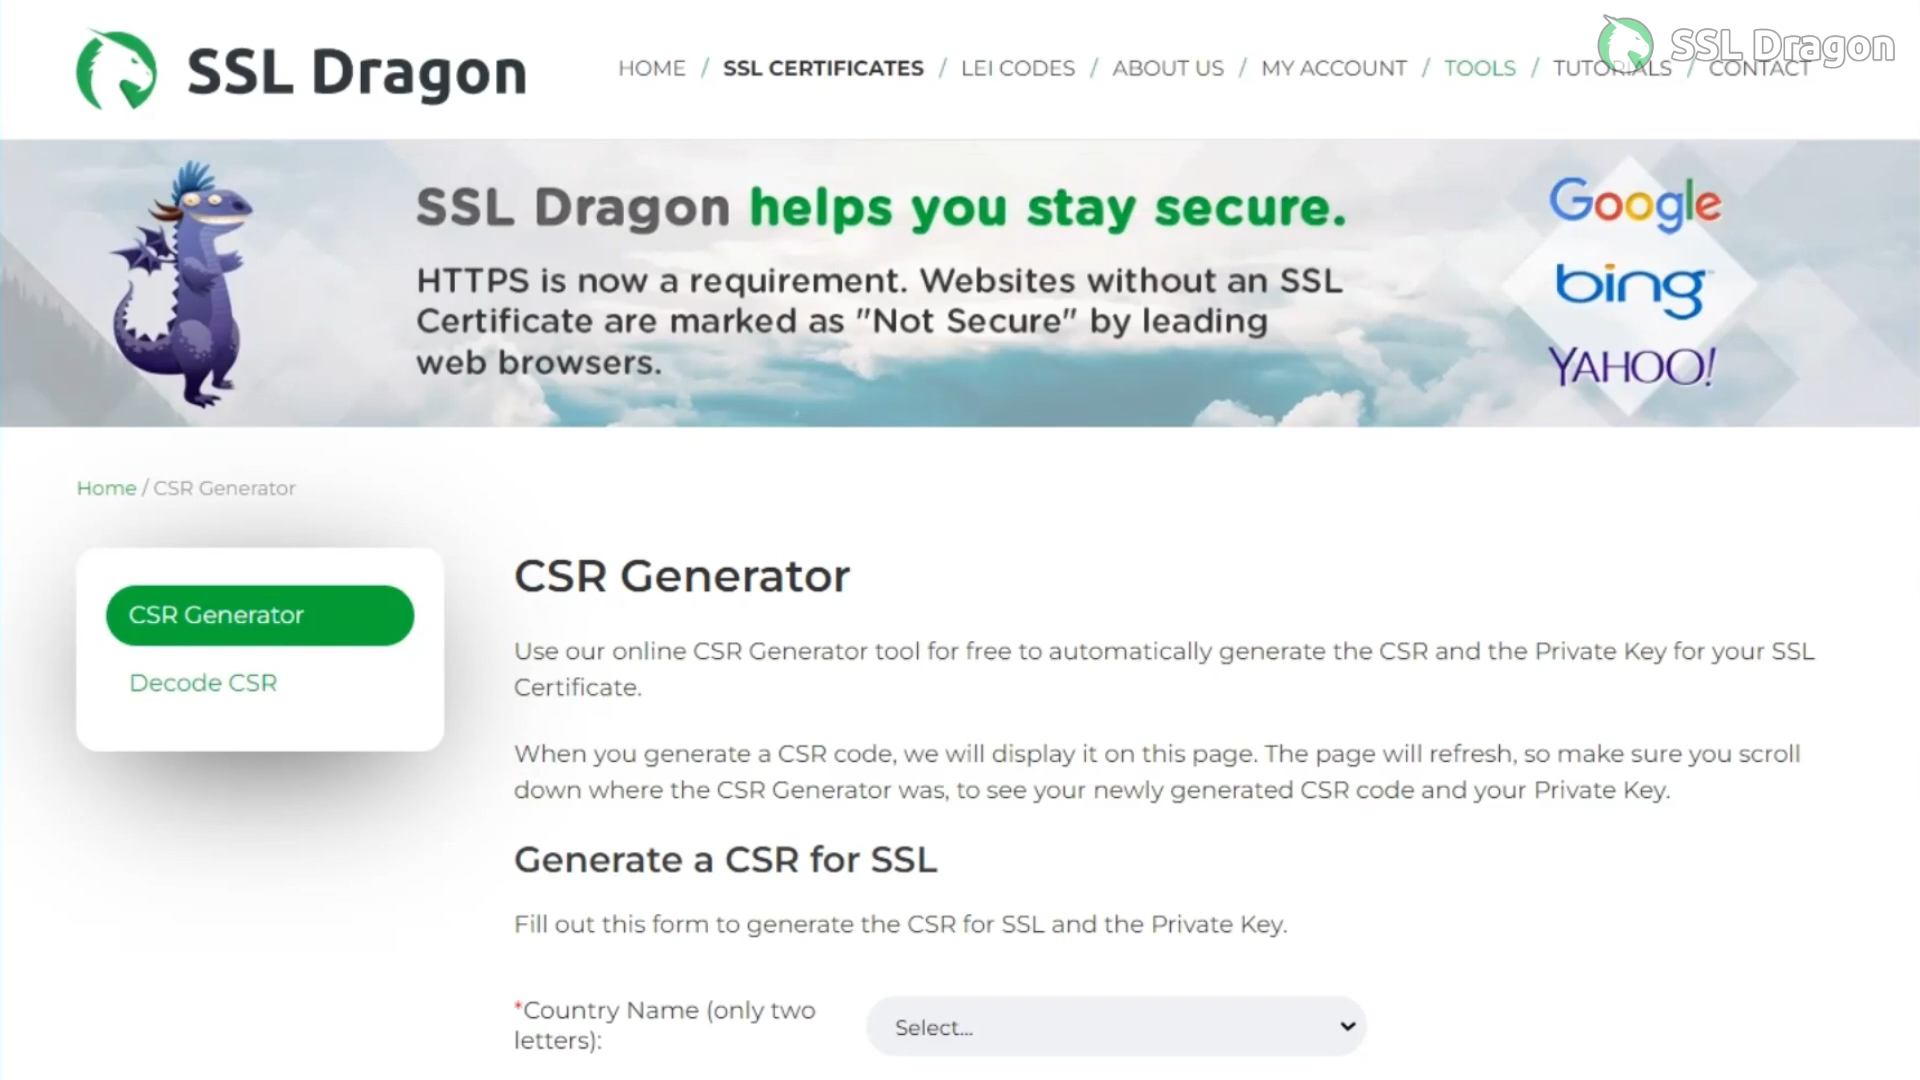 SSL Dragon
HOME / SSL CERTIFICATES / LEI CODES / ABOUT US / MY ACCOUNT / TOOLS / TUTORIALS / CONTACT
SSL Dragon
SSL Dragon helps you stay secure.
HTTPS is now a requirement. Websites without an SSL
Certificate are marked as "Not Secure" by leading
web browsers.
Google
bing
YAHOO!
Home / CSR Generator
CSR Generator
Decode CSR
CSR Generator
Use our online CSR Generator tool for free to automatically generate the CSR and the Private Key for your SSL
Certificate.
When you generate a CSR code, we will display it on this page. The page will refresh, so make sure you scroll
down where the CSR Generator was, to see your newly generated CSR code and your Private Key.
Generate a CSR for SSL
Fill out this form to generate the CSR for SSL and the Private Key.
*Country Name (only two
letters):
Select...